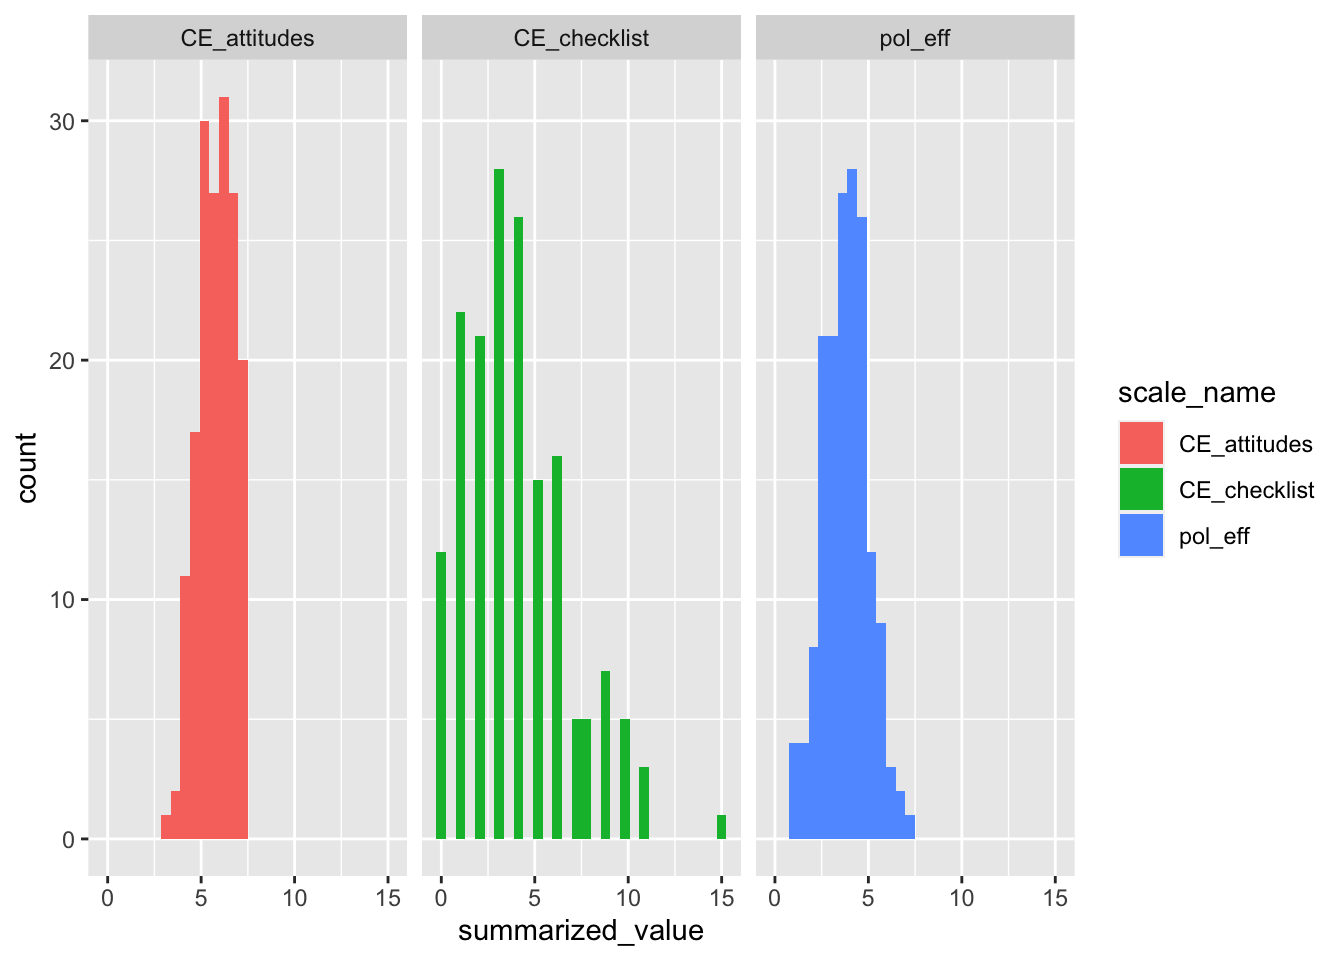 CE_attitudes CE_checklist pol_eff
30
20
10
0
0 5 10 15 0 5 10 15 0 5 10 15
count
summarized_value
scale_name
CE_attitudes
CE_checklist
pol_eff